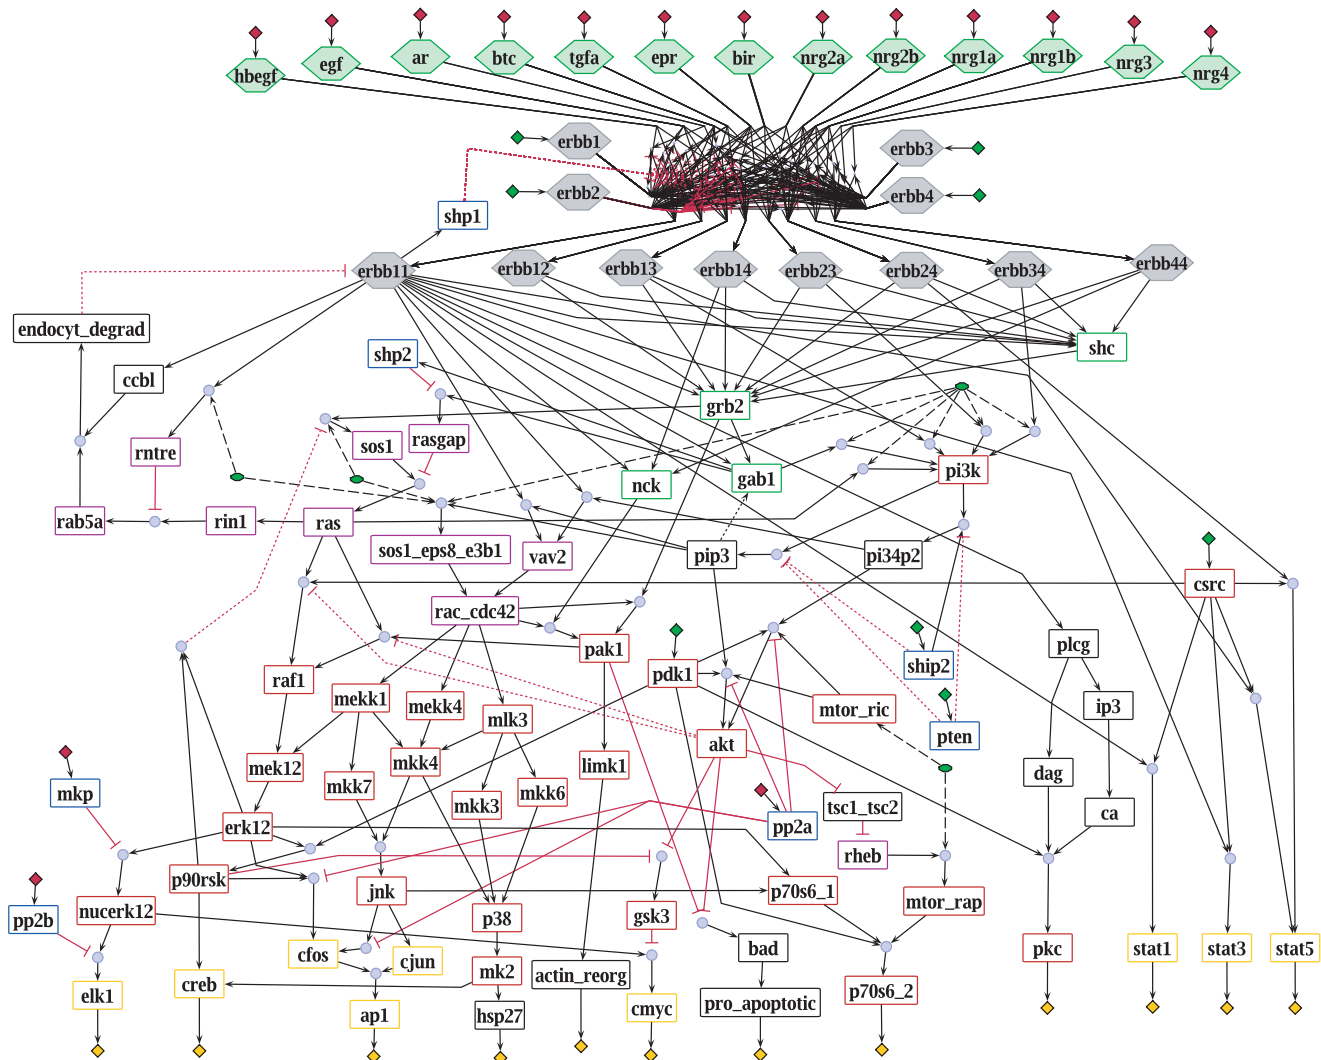 hbegf
egf
ar
btc
tgfa
epr
bir
nrg2a
nrg2b
nrg1a
nrg1b
nrg3
nrg4
erbb1
erbb3
erbb2
erbb4
shp1
erbb11
erbb12
erbb13
erbb14
erbb23
erbb24
erbb34
erbb44
endocyt_degrad
shp2
shc
ccbl
grb2
rntre
sos1
rasgap
nck
gab1
pi3k
rab5a
rin1
ras
sos1_eps8_e3b1
vav2
pip3
pi34p2
csrc
rac_cdc42
pak1
plcg
raf1
pdk1
ship2
mekk1
mekk4
mlk3
mtor_ric
ip3
mek12
mkk4
limk1
akt
pten
dag
mkp
mkk7
mkk3
mkk6
tsc1_tsc2
ca
erk12
pp2a
rheb
p90rsk
jnk
p70s6_1
mtor_rap
pp2b
nucerk12
p38
gsk3
cfos
cjun
bad
pkc
stat1
stat3
stat5
elk1
creb
mk2
actin_reorg
p70s6_2
ap1
hsp27
cmyc
pro_apoptotic